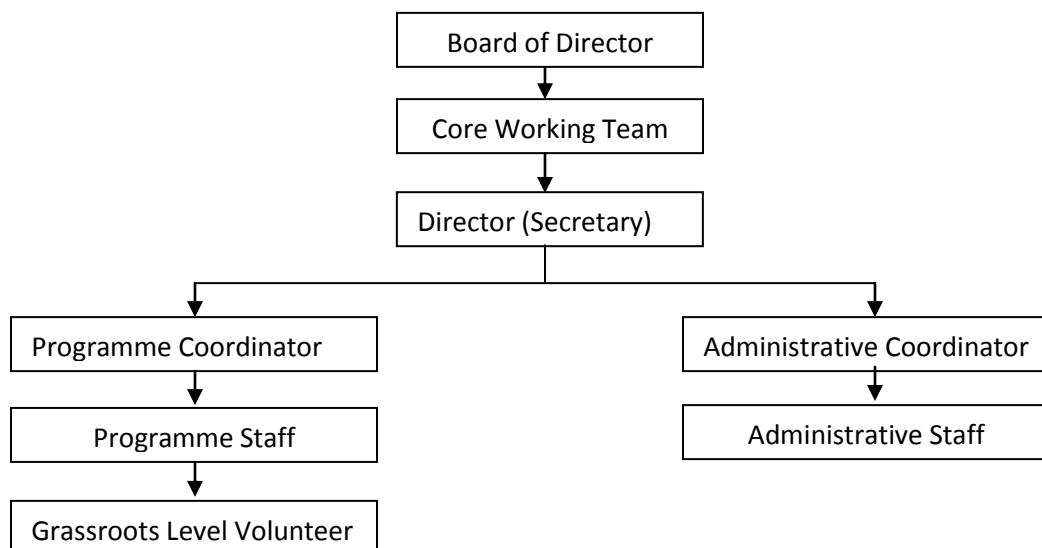 Board of Director
Core Working Team
Director (Secretary)
Programme Coordinator
Administrative Coordinator
Programme Staff
Administrative Staff
Grassroots Level Volunteer